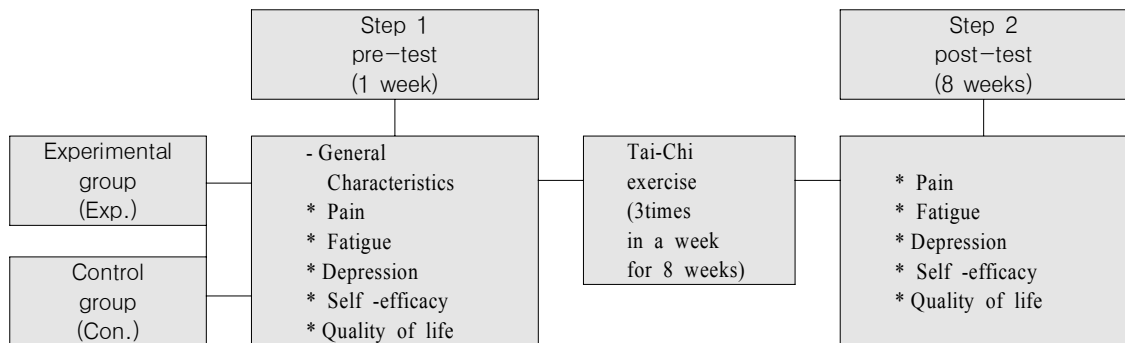 Step 1
pre-test
(1 week)
Step 2
post-test
(8 weeks)
Experimental
group
(Exp.)
Control
group
(Con.)
- General
Characteristics
* Pain
* Fatigue
* Depression
* Self -efficacy
* Quality of life
Tai-Chi
exercise
(3times
in a week
for 8 weeks)
* Pain
* Fatigue
* Depression
* Self -efficacy
* Quality of life